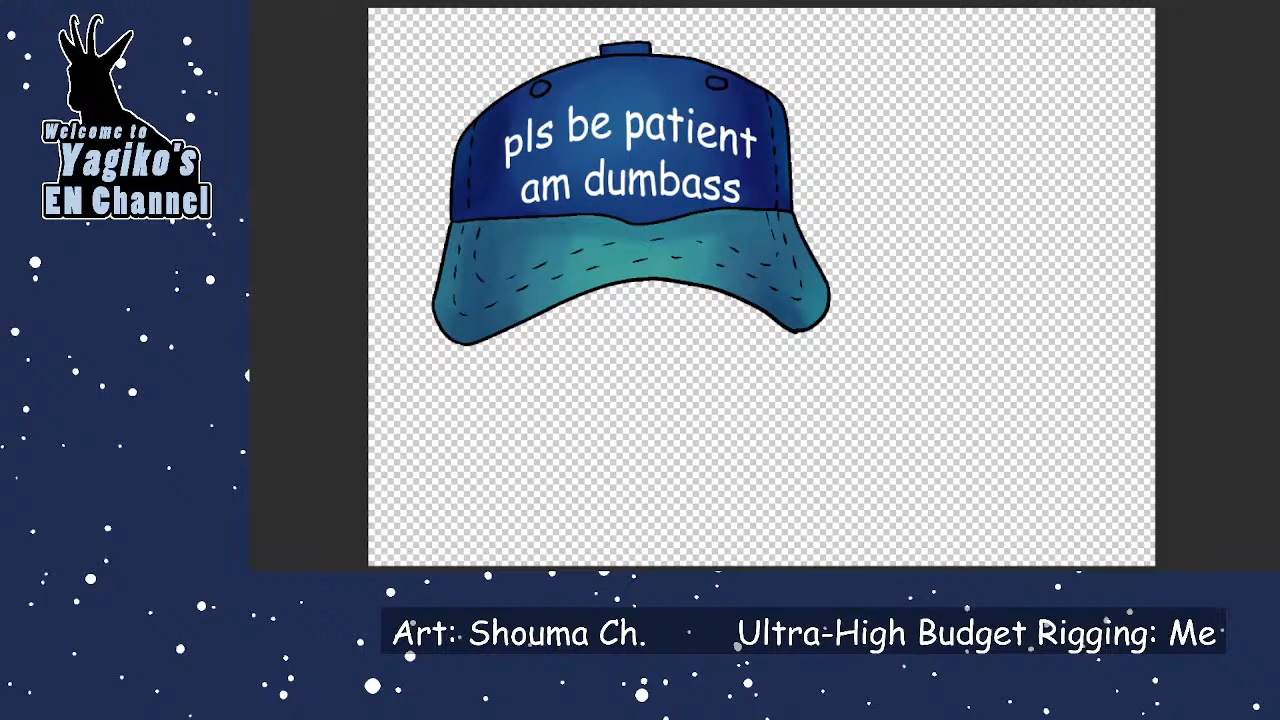 Welcome to
Yagiko's
EN Channel
pls be patient
am dumbass
Art: Shouma Ch.
Ultra-High Budget Rigging: Me